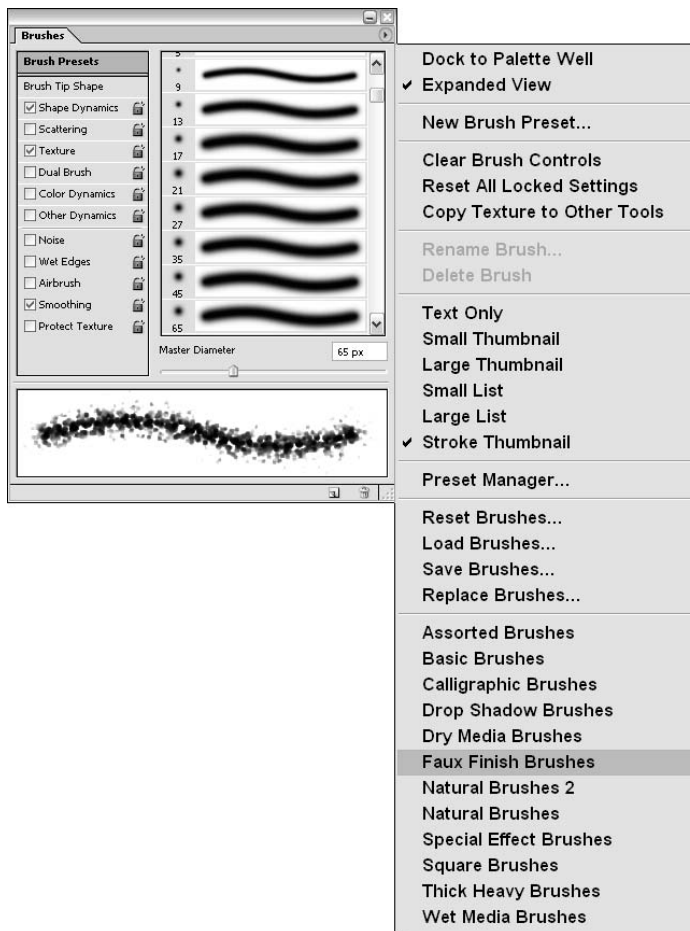 Brushes
Brush Presets
Brush Tip Shape
Shape Dynamics
Scattering
Texture
Dual Brush
Color Dynamics
Other Dynamics
Noise
Wet Edges
Airbrush
Smoothing
Protect Texture
5
9
13
17
21
27
35
45
65
Master Diameter
65 px
Dock to Palette Well
Expanded View
New Brush Preset...
Clear Brush Controls
Reset All Locked Settings
Copy Texture to Other Tools
Rename Brush...
Delete Brush
Text Only
Small Thumbnail
Large Thumbnail
Small List
Large List
Stroke Thumbnail
Preset Manager...
Reset Brushes...
Load Brushes...
Save Brushes...
Replace Brushes...
Assorted Brushes
Basic Brushes
Calligraphic Brushes
Drop Shadow Brushes
Dry Media Brushes
Faux Finish Brushes
Natural Brushes 2
Natural Brushes
Special Effect Brushes
Square Brushes
Thick Heavy Brushes
Wet Media Brushes